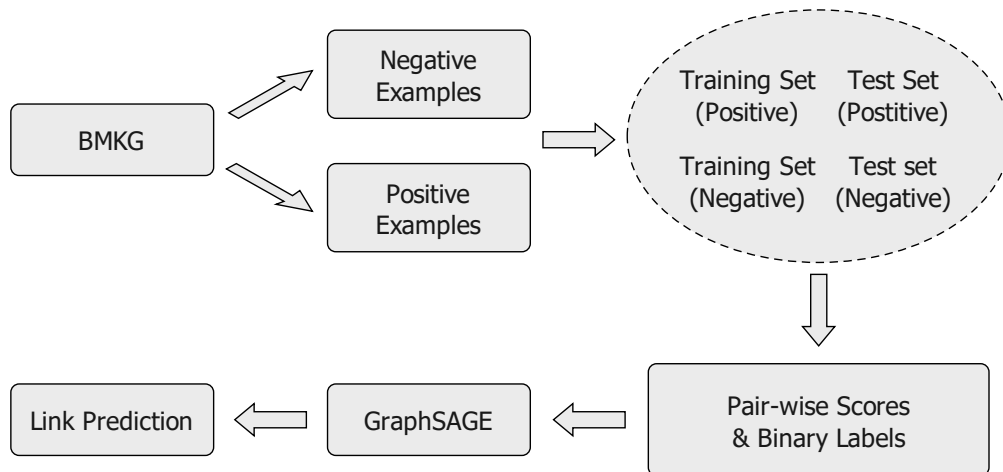 BMKG
Negative
Examples
Positive
Examples
Training Set
(Positive)
Test Set
(Postitive)
Training Set
(Negative)
Test set
(Negative)
Pair-wise Scores
& Binary Labels
GraphSAGE
Link Prediction